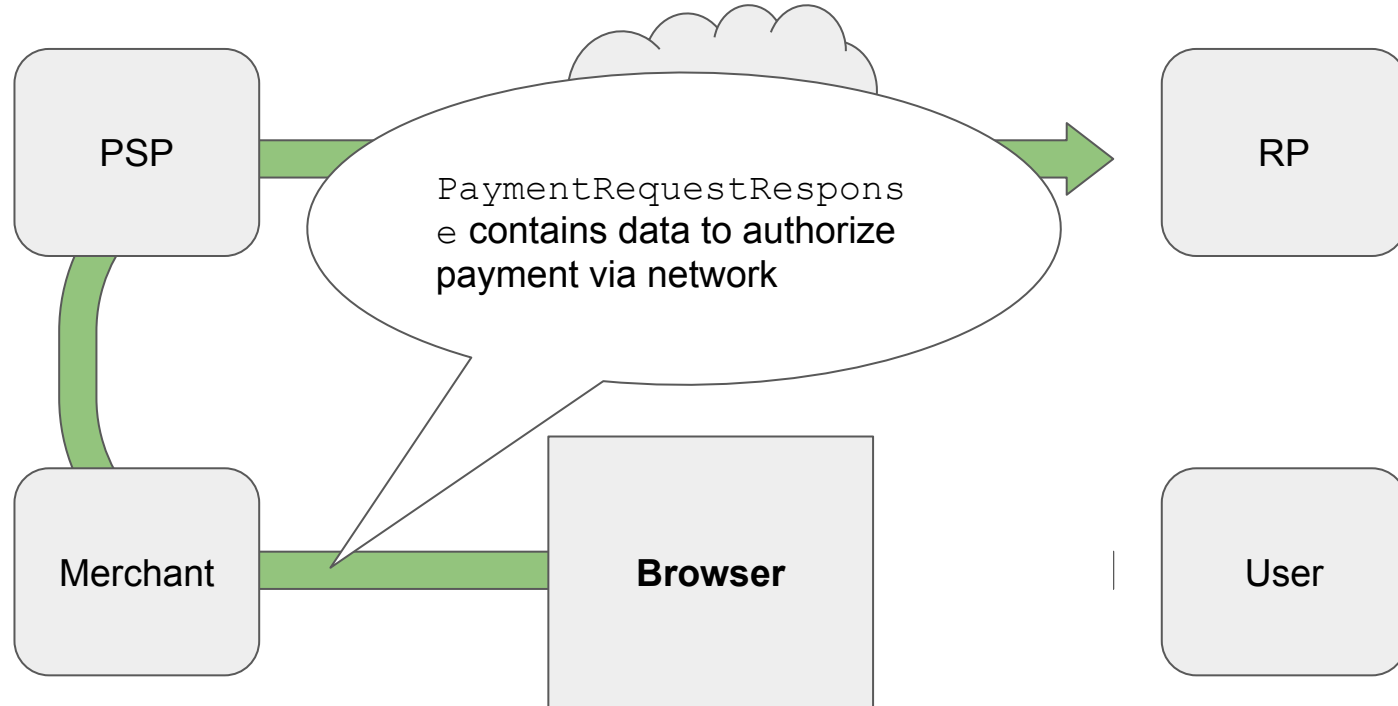 PSP
RP
PaymentRequestRespons
e contains data to authorize
payment via network
Merchant
Browser
User